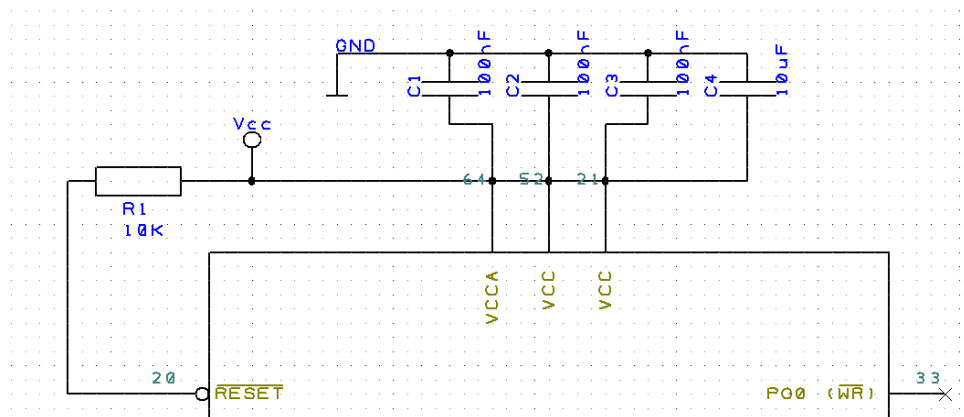 GND
C1
100nF
C2
100nF
C3
100nF
C4
10uF
Vcc
64
52
21
R1
10K
VCCA
VCC
VCC
20
RESET
PG0 (WR)
33